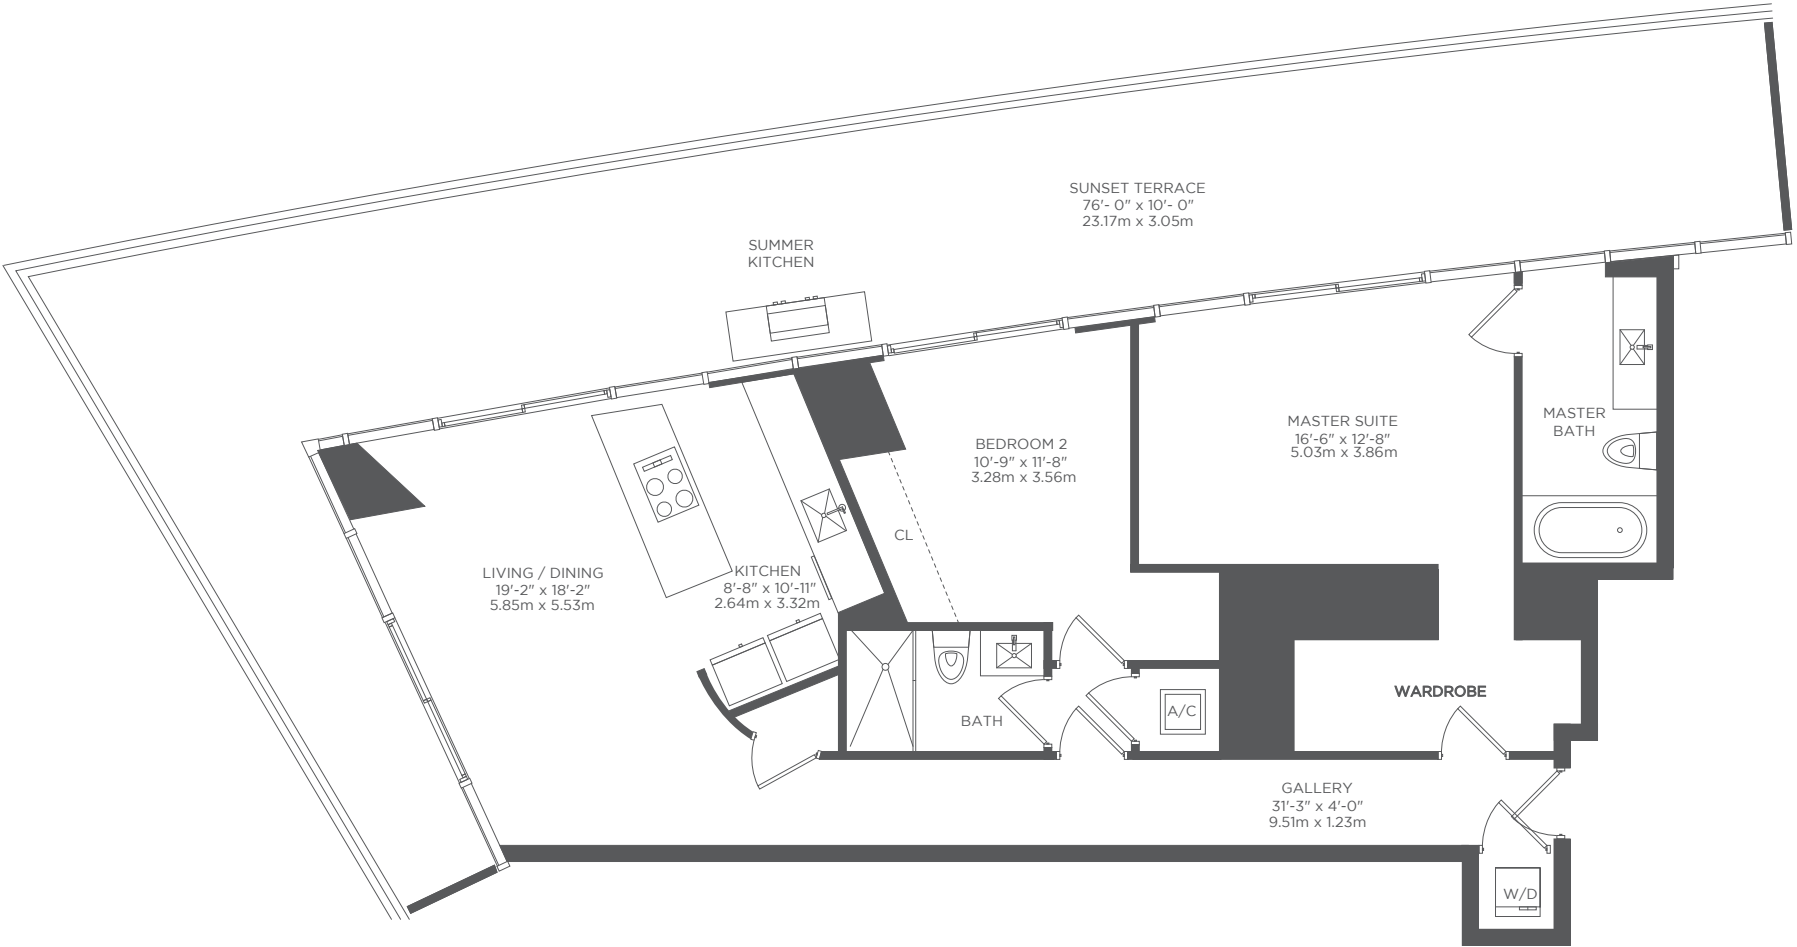 SUNSET TERRACE
76'- 0" x 10'- 0"
23.17m x 3.05m
SUMMER
KITCHEN
MASTER SUITE
16'-6" x 12'-8"
5.03m x 3.86m
MASTER
BATH
BEDROOM 2
10'-9" x 11'-8"
3.28m x 3.56m
CL
LIVING / DINING
19'-2" x 18'-2"
5.85m x 5.53m
KITCHEN
8'-8" x 10'-11"
2.64m x 3.32m
WARDROBE
A/C
BATH
GALLERY
31'-3" x 4'-0"
9.51m x 1.23m
W/D